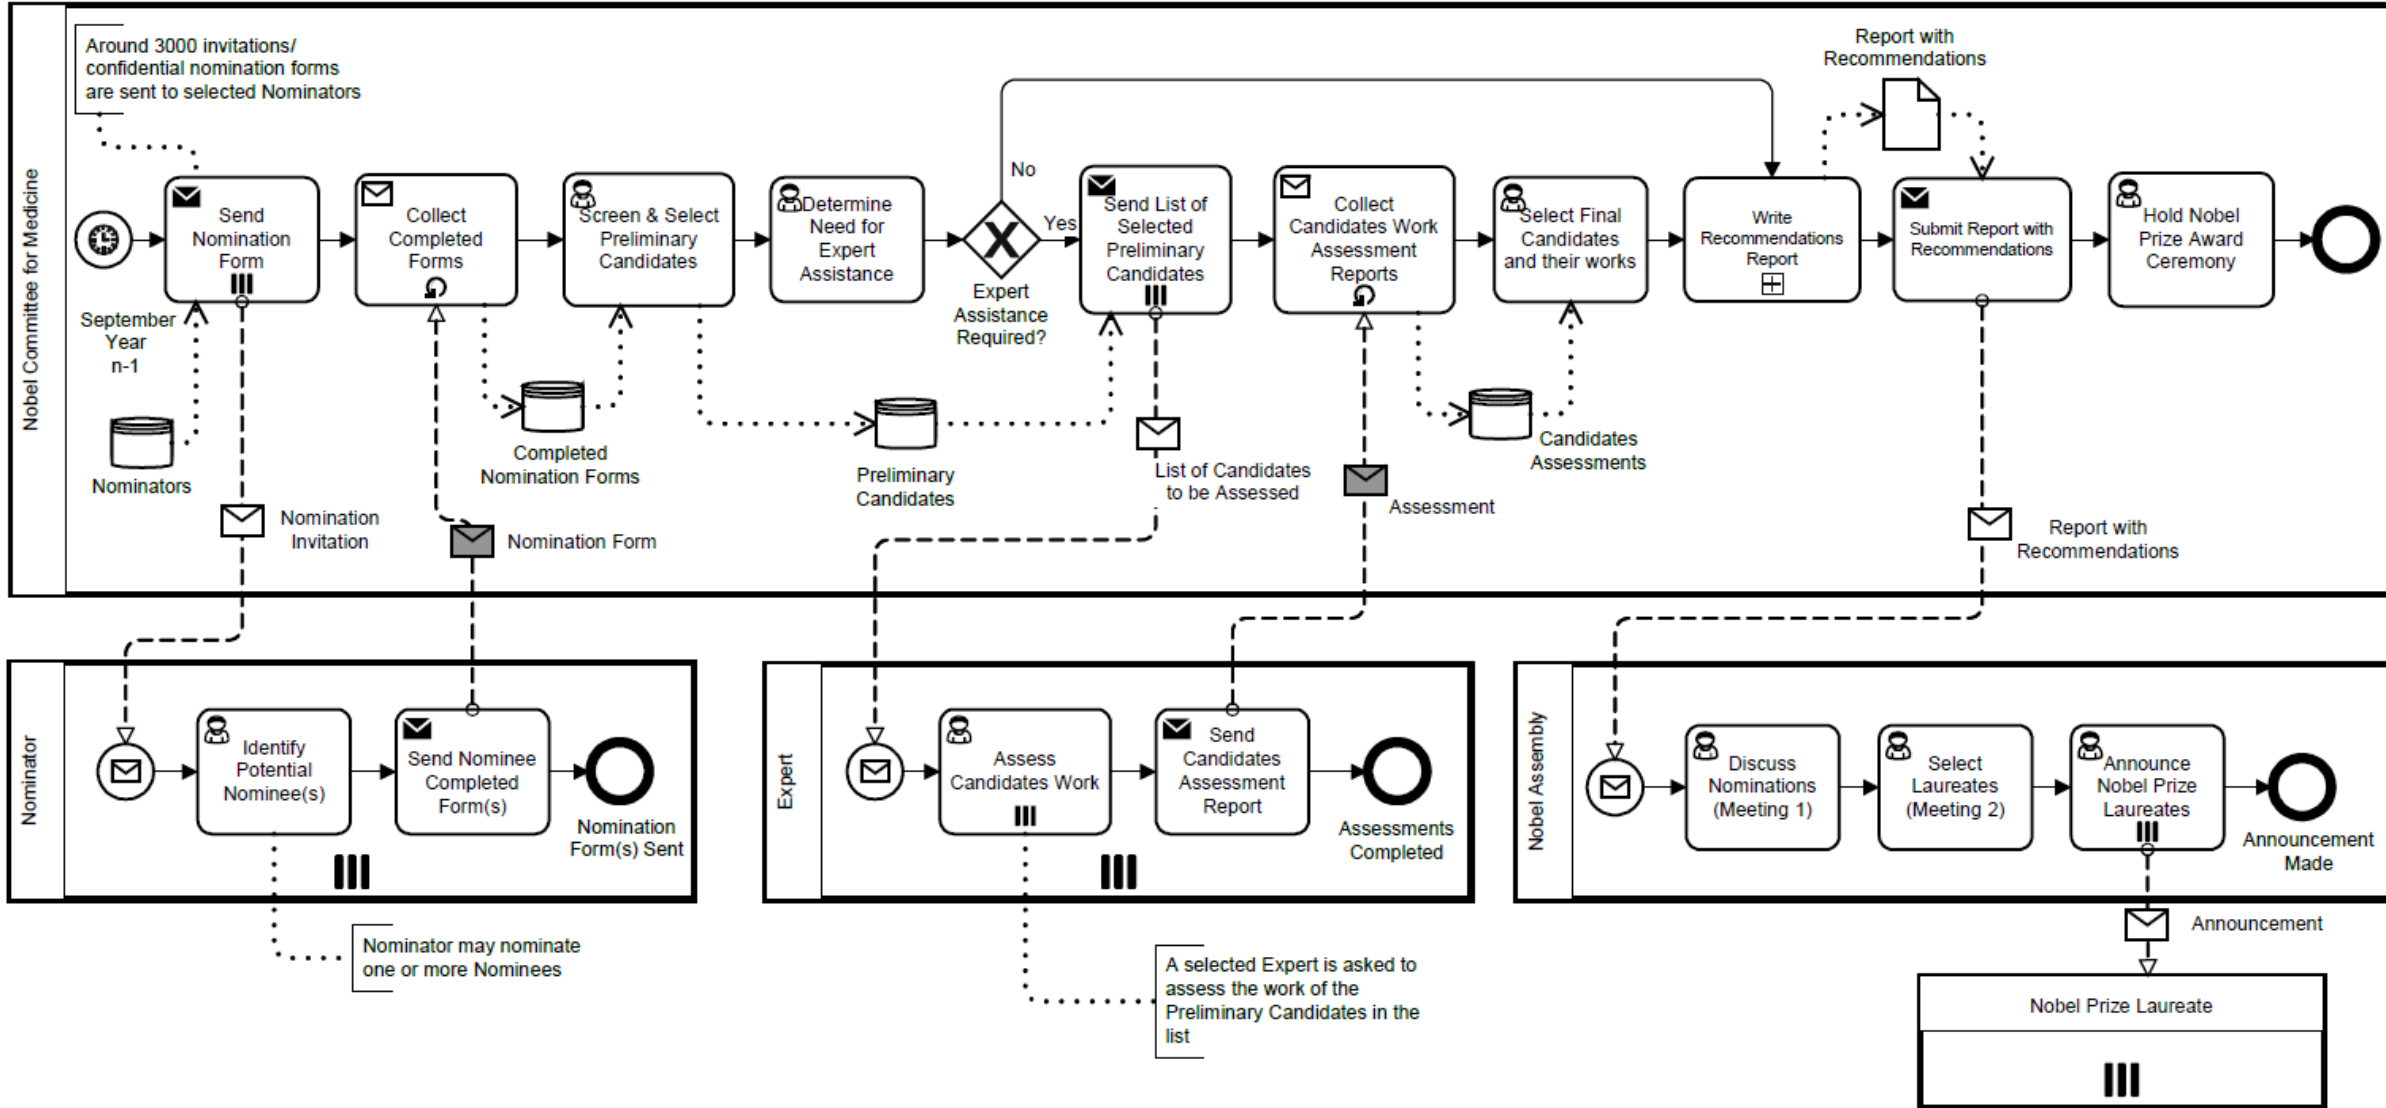 Nobel Committee for Medicine
Around 3000 invitations/
confidential nomination forms
are sent to selected Nominators
September
Year
n-1
Send
Nomination
Form
Collect
Completed
Forms
Screen & Select
Preliminary
Candidates
Determine
Need for
Expert
Assistance
Expert
Assistance
Required?
No
Yes
Send List of
Selected
Preliminary
Candidates
Collect
Candidates Work
Assessment
Reports
Select Final
Candidates
and their works
Write
Recommendations
Report
Report with
Recommendations
Submit Report with
Recommendations
Hold Nobel
Prize Award
Ceremony
Nominators
Completed
Nomination Forms
Preliminary
Candidates
Candidates
Assessments
Nomination
Invitation
Nomination Form
List of Candidates
to be Assessed
Assessment
Report with
Recommendations
Nominator
Identify
Potential
Nominee(s)
Send Nominee
Completed
Form(s)
Nomination
Form(s) Sent
Nominator may nominate
one or more Nominees
Expert
Assess
Candidates Work
Send
Candidates
Assessment
Report
Assessments
Completed
A selected Expert is asked to
assess the work of the
Preliminary Candidates in the
list
Nobel Assembly
Discuss
Nominations
(Meeting 1)
Select
Laureates
(Meeting 2)
Announce
Nobel Prize
Laureates
Announcement
Made
Announcement
Nobel Prize Laureate